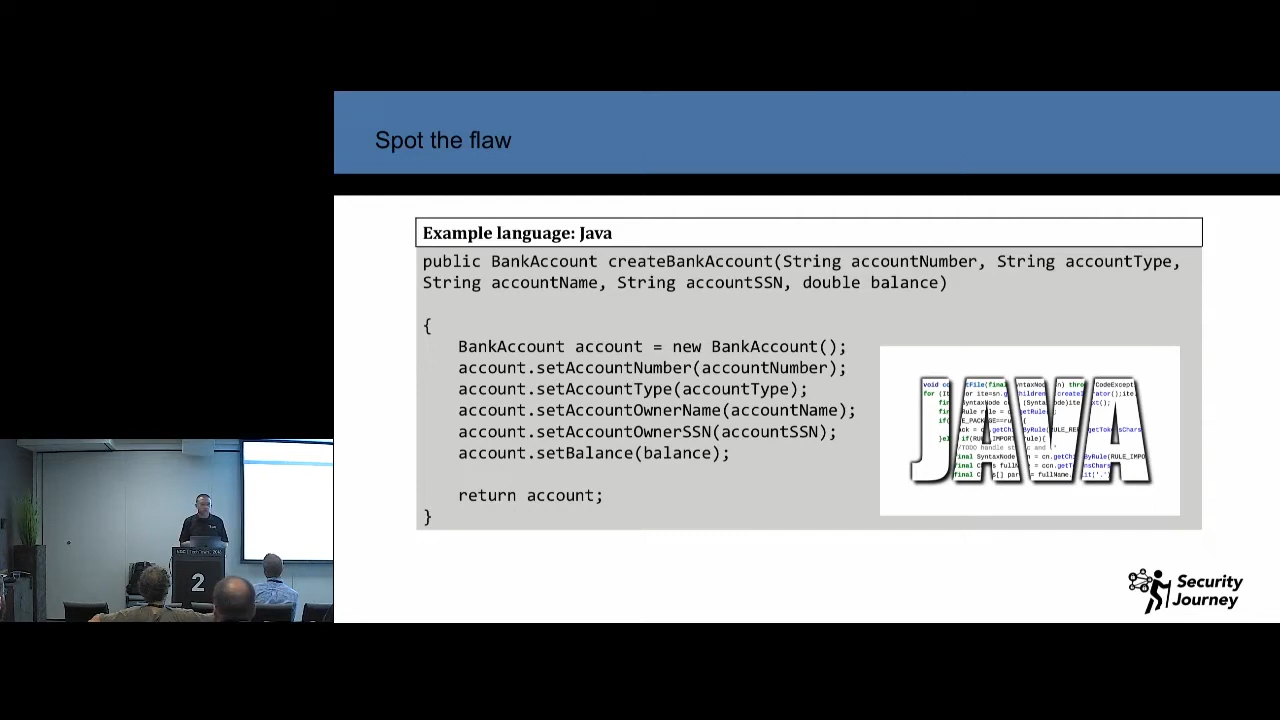 Spot the flaw
Example language: Java
public BankAccount createBankAccount(String accountNumber, String accountType,
String accountName, String accountSSN, double balance)
{
BankAccount account = new BankAccount();
account.setAccountNumber(accountNumber);
account.setAccountType(accountType);
account.setAccountOwnerName(accountName);
account.setAccountOwnerSSN(accountSSN);
account.setBalance(balance);
return account;
}
JAVA
Security
Journey
2